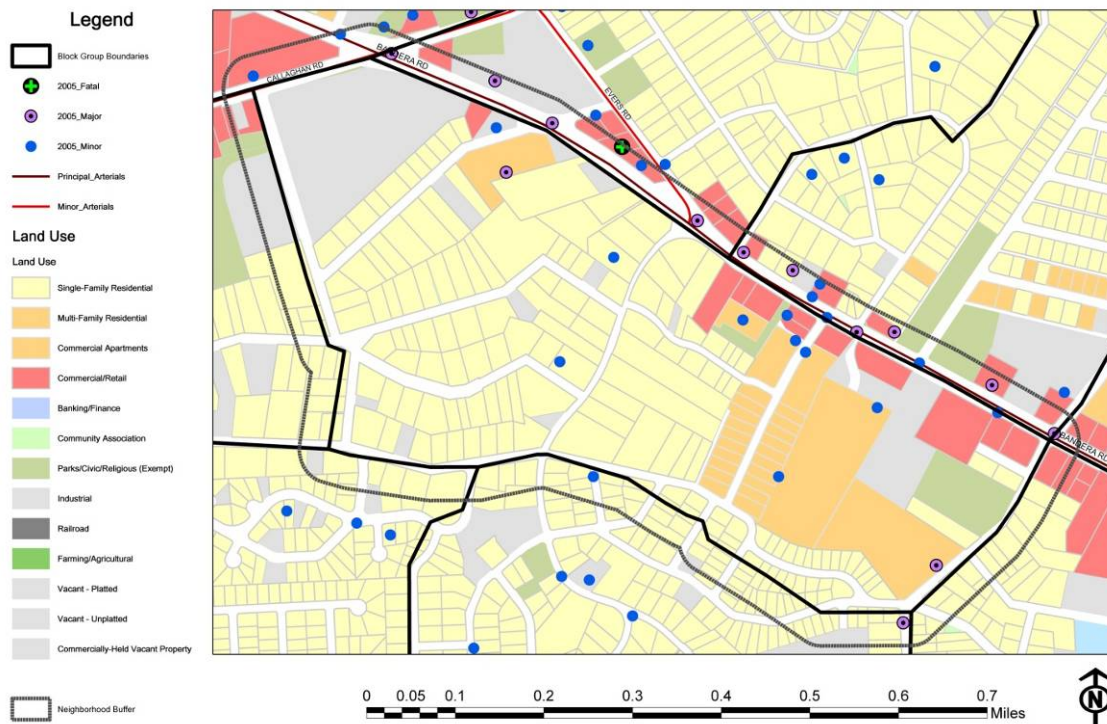 Legend
Block Group Boundaries
2005_Fatal
2005_Major
2005_Minor
Principal_Arterials
Minor_Arterials
Land Use
Land Use
Single-Family Residential
Multi-Family Residential
Commercial Apartments
Commercial/Retail
Banking/Finance
Community Association
Parks/Civic/Religious (Exempt)
Industrial
Railroad
Farming/Agricultural
Vacant - Platted
Vacant - Unplatted
Commercially-Held Vacant Property
Neighborhood Buffer
CALLAGHAN RD
BANDERA RD
EVERS RD
BANDERA RD
0 0.05 0.1 0.2 0.3 0.4 0.5 0.6 0.7
Miles
N